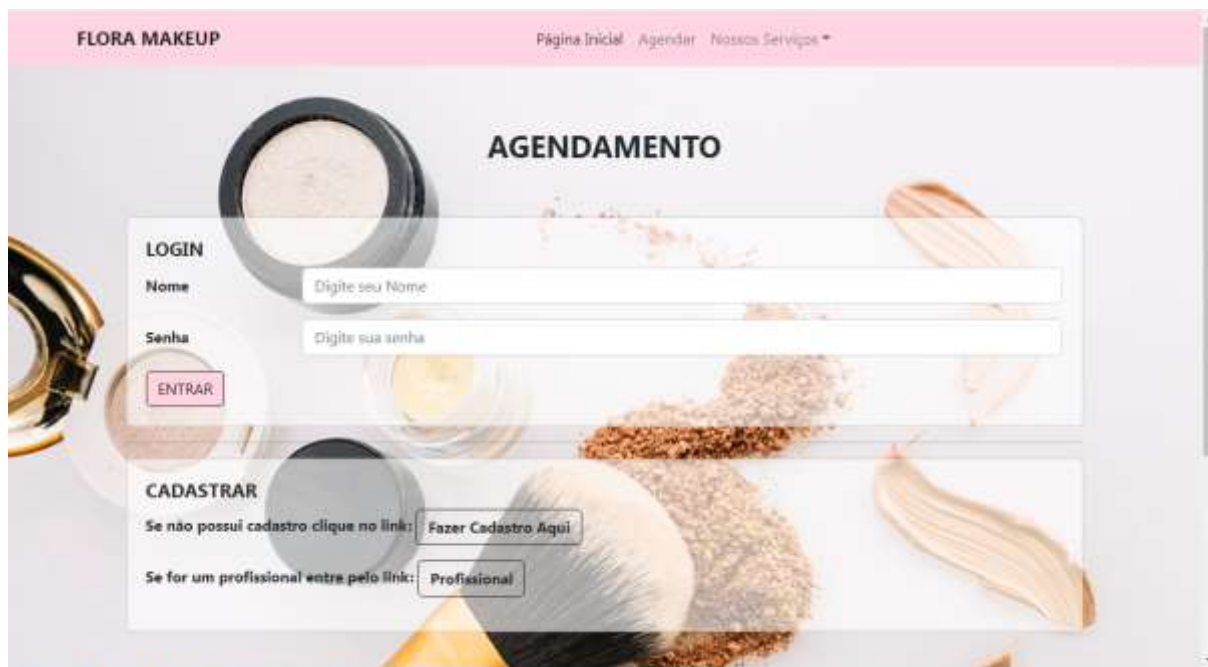 FLORA MAKEUP
Página Inicial Agendar Nossos Serviços
AGENDAMENTO
LOGIN
Nome Digite seu Nome
Senha Digite sua senha
ENTRAR
CADASTRAR
Se não possui cadastro clique no link: Fazer Cadastro Aqui
Se for um profissional entre pelo link: Profissional